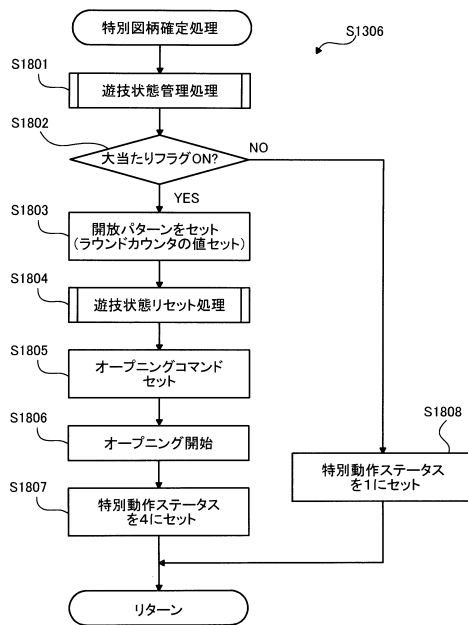 特別図柄確定処理
S1306
S1801
遊技状態管理処理
S1802
大当たりフラグON?
NO
YES
S1803
開放パターンをセット
(ラウンドカウンタの値セット)
S1804
遊技状態リセット処理
S1805
オープニングコマンド
セット
S1806
オープニング開始
S1808
特別動作ステータス
を1にセット
S1807
特別動作ステータス
を4にセット
リターン